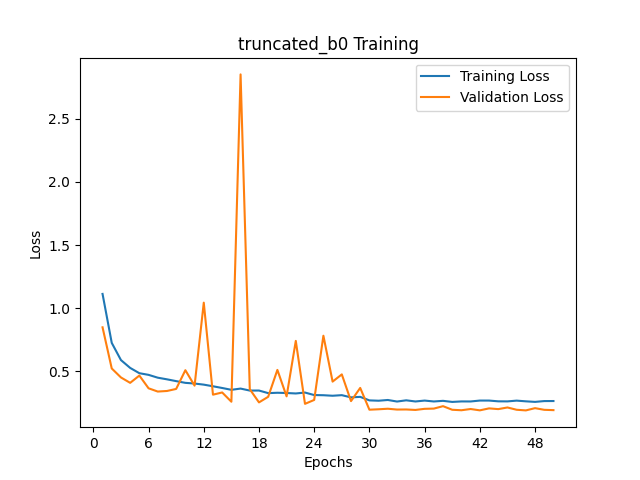 truncated_b0 Training
Training Loss
Validation Loss
2.5
2.0
1.5
1.0
0.5
Loss
0 6 12 18 24 30 36 42 48
Epochs